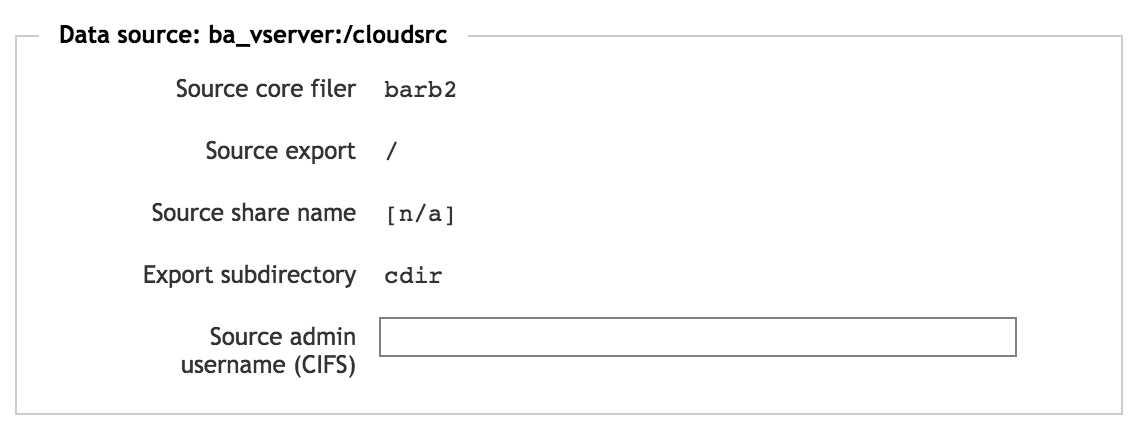 Data source: ba_vserver:/cloudsrc
Source core filer barb2
Source export /
Source share name [n/a]
Export subdirectory cdir
Source admin
username (CIFS)